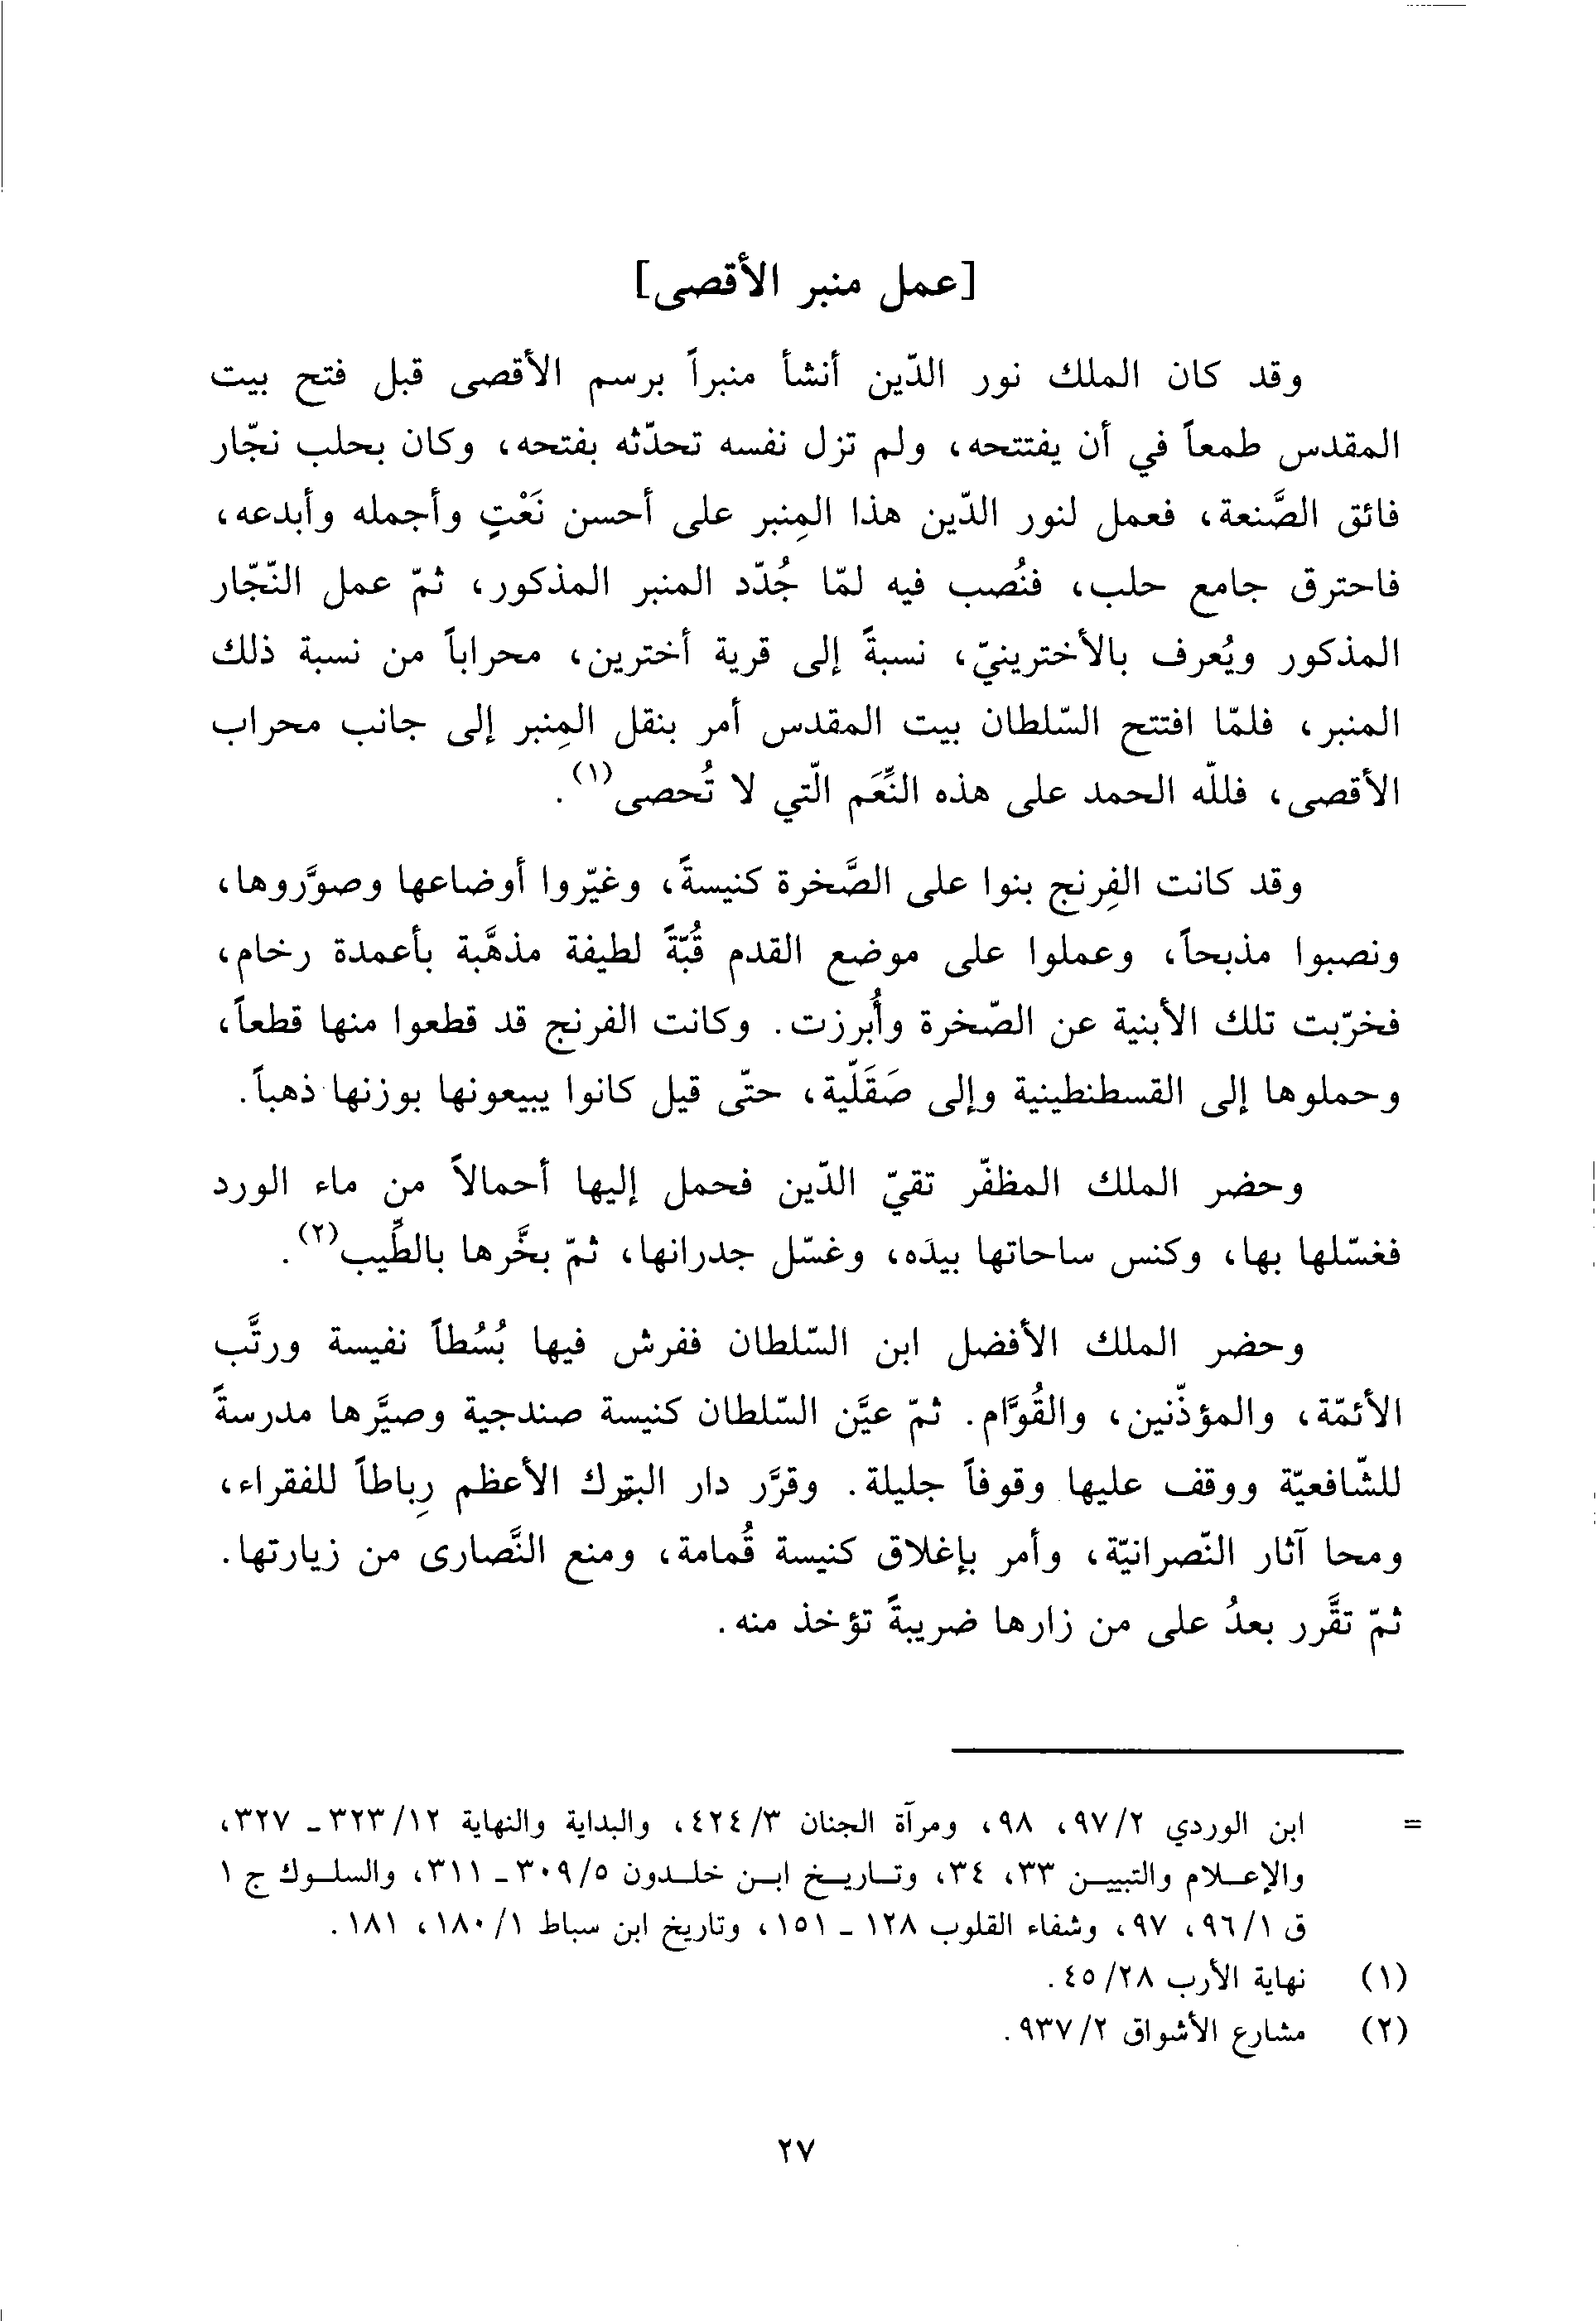 [عمل منبر الأقصى]
وقد كان الملك نور الدّين أنشأ منبراً برسم الأقصى قبل فتح بيت
المقدس طمعاً في أن يفتتحه، ولم تزل نفسه تحدّثه بفتحه، وكان بحلب نجّار
فائق الصَّنعة، فعمل لنور الدّين هذا المِنبر على أحسن نَعْتٍ وأجمله وأبدعه،
فاحترق جامع حلب، فنُصب فيه لمّا جُدّد المنبر المذكور، ثمّ عمل النّجّار
المذكور ويُعرف بالأخترينيّ، نسبةً إلى قرية أخترين، محراباً من نسبة ذلك
المنبر، فلمّا افتتح السّلطان بيت المقدس أمر بنقل المِنبر إلى جانب محراب
الأقصى، فللّه الحمد على هذه النِّعَم الّتي لا تُحصى(١).
وقد كانت الفِرنج بنوا على الصَّخرة كنيسةً، وغيّروا أوضاعها وصوَّروها،
ونصبوا مذبحاً، وعملوا على موضع القدم قُبّةً لطيفة مذهَّبة بأعمدة رخام،
فخرّبت تلك الأبنية عن الصّخرة وأُبرزت. وكانت الفرنج قد قطعوا منها قطعاً،
وحملوها إلى القسطنطينية وإلى صَقَلّية، حتّى قيل كانوا يبيعونها بوزنها ذهباً.
وحضر الملك المظفّر تقيّ الدّين فحمل إليها أحمالاً من ماء الورد
فغسّلها بها، وكنس ساحاتها بيدَه، وغسّل جدرانها، ثمّ بخَّرها بالطِّيب(٢).
وحضر الملك الأفضل ابن السّلطان ففرش فيها بُسُطاً نفيسة ورتَّب
الأئمّة، والمؤذّنين، والقُوَّام. ثمّ عيَّن السّلطان كنيسة صندجية وصيَّرها مدرسةً
للشّافعيّة ووقف عليها وقوفاً جليلة. وقرَّر دار البترك الأعظم رِباطاً للفقراء،
ومحا آثار النّصرانيّة، وأمر بإغلاق كنيسة قُمامة، ومنع النَّصارى من زيارتها.
ثمّ تقَّرر بعدُ على من زارها ضريبةً تؤخذ منه.
= ابن الوردي ٩٧/٢، ٩٨، ومرآة الجنان ٤٢٤/٣، والبداية والنهاية ٣٢٣/١٢ ـ ٣٢٧،
والإعـلام والتبييـن ٣٣، ٣٤، وتـاريـخ ابـن خلـدون ٣٠٩/٥ ـ ٣١١، والسلـوك ج ١
ق ٩٦/١، ٩٧، وشفاء القلوب ١٢٨ ـ ١٥١، وتاريخ ابن سباط ١٨٠/١، ١٨١.
(١) نهاية الأرب ٤٥/٢٨.
(٢) مشارع الأشواق ٩٣٧/٢.
٢٧